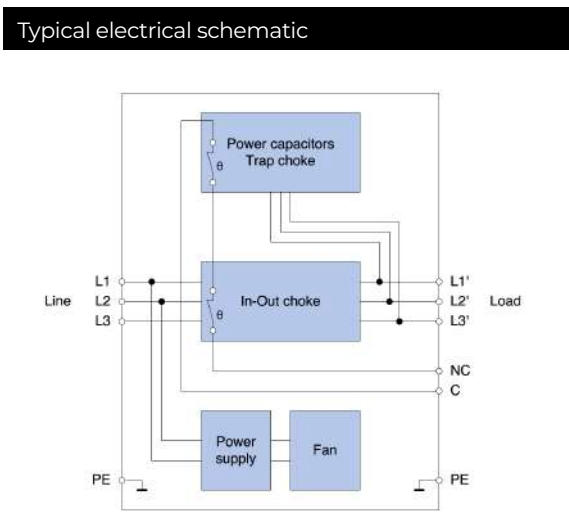 Typical electrical schematic
Power capacitors
Trap choke
θ
L1
L1'
Line
L2
In-Out choke
L2'
Load
L3
θ
L3'
NC
C
Power
supply
Fan
PE
PE